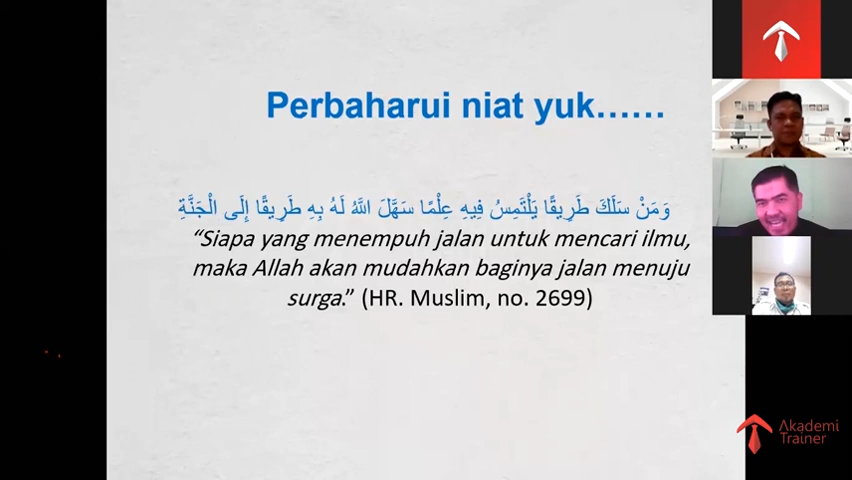 Perbaharui niat yuk……
وَمَنْ سَلَكَ طَرِيقًا يَلْتَمِسُ فِيهِ عِلْمًا سَهَّلَ اللَّهُ لَهُ بِهِ طَرِيقًا إِلَى الْجَنَّةِ
“Siapa yang menempuh jalan untuk mencari ilmu,
maka Allah akan mudahkan baginya jalan menuju
surga.” (HR. Muslim, no. 2699)
Akademi
Trainer